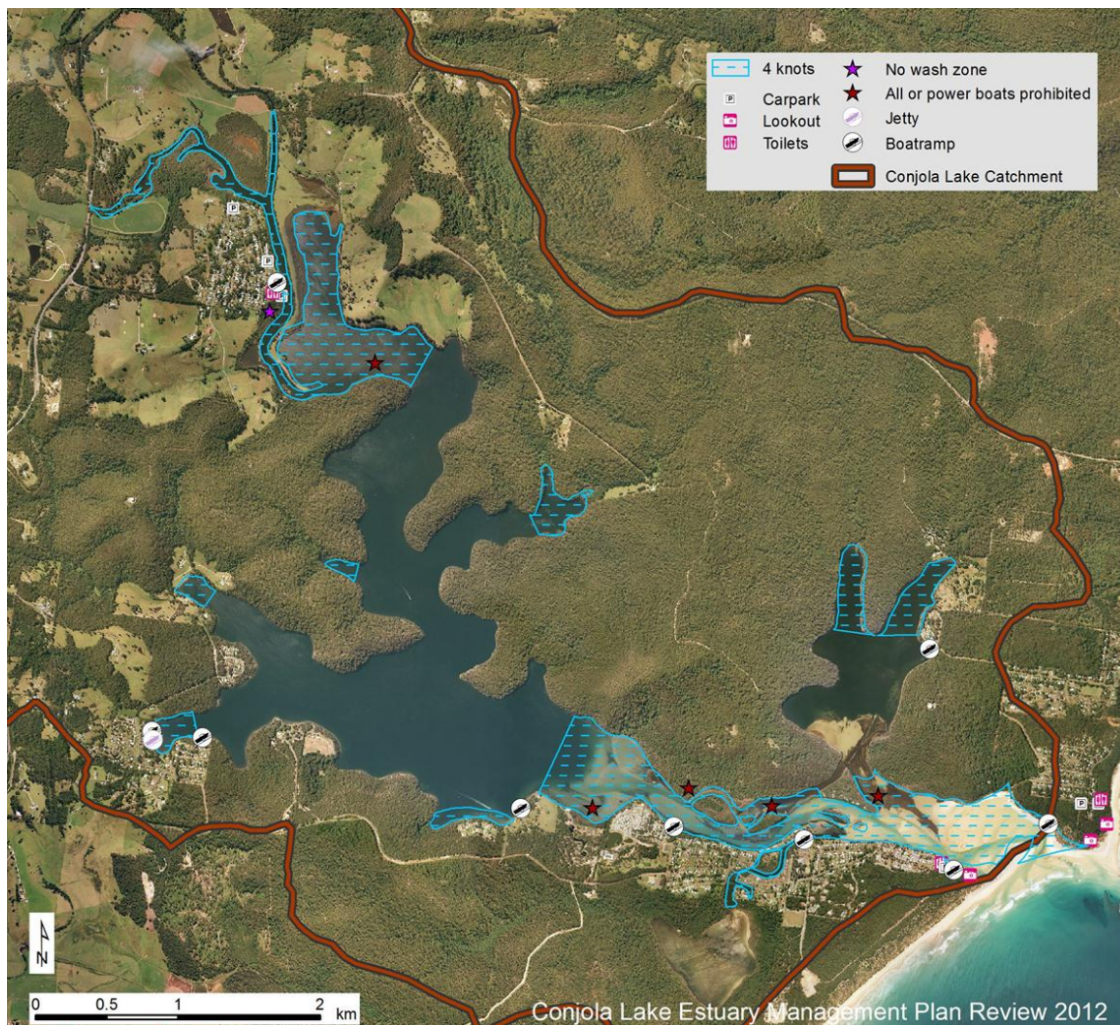 4 knots
Carpark
Lookout
Toilets
No wash zone
All or power boats prohibited
Jetty
Boatramp
Conjola Lake Catchment
P
P
P
P
N
0 0.5 1 2
km
Conjola Lake Estuary Management Plan Review 2012